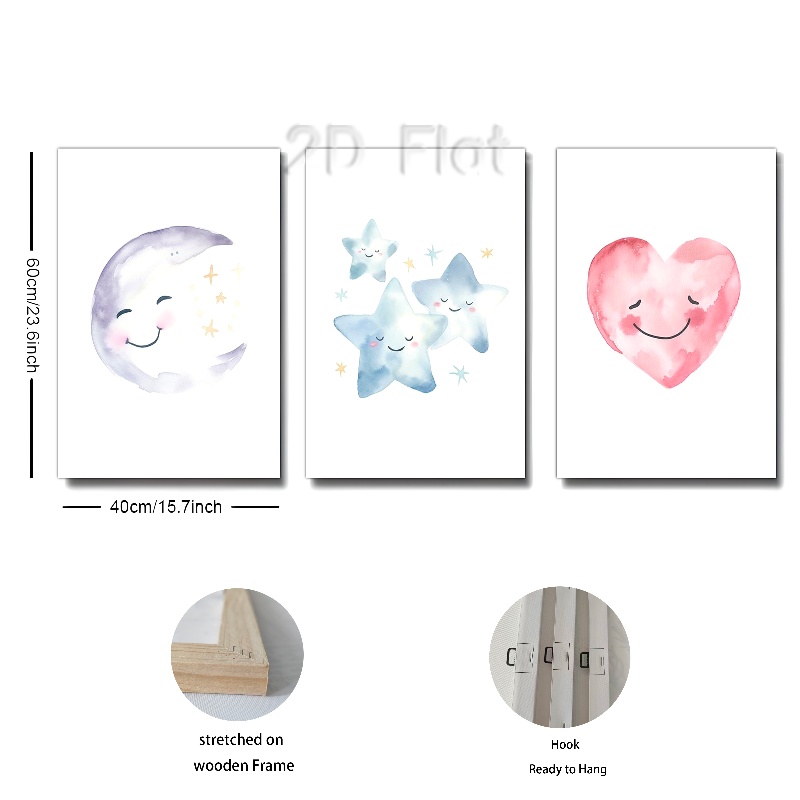 2D Flat
60cm/23.6inch
40cm/15.7inch
stretched on
wooden Frame
Hook
Ready to Hang